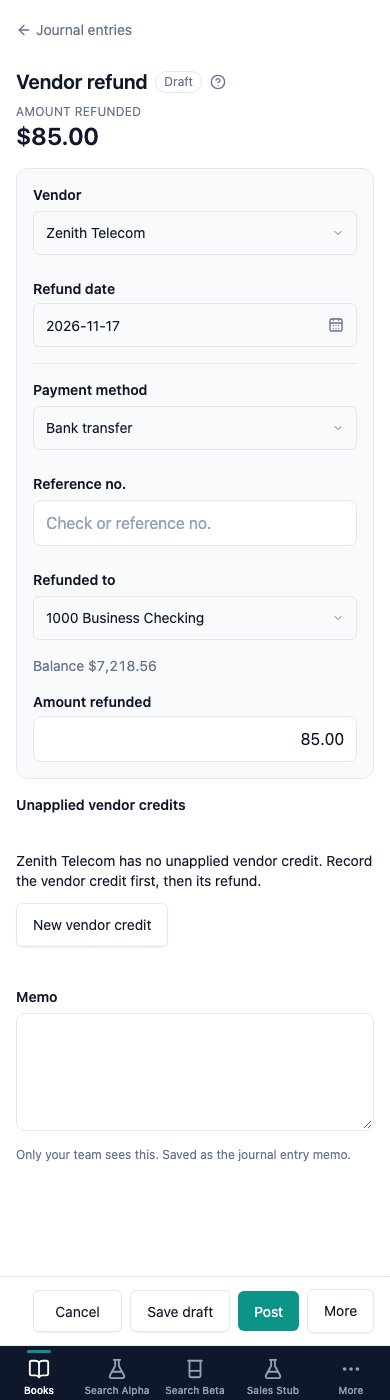 Journal entries
Vendor refund Draft
AMOUNT REFUNDED
$85.00
Vendor
Zenith Telecom
Refund date
2026-11-17
Payment method
Bank transfer
Reference no.
Check or reference no.
Refunded to
1000 Business Checking
Balance $7,218.56
Amount refunded
85.00
Unapplied vendor credits
Zenith Telecom has no unapplied vendor credit. Record
the vendor credit first, then its refund.
New vendor credit
Memo
Only your team sees this. Saved as the journal entry memo.
Cancel Save draft Post More
Books Search Alpha Search Beta Sales Stub More